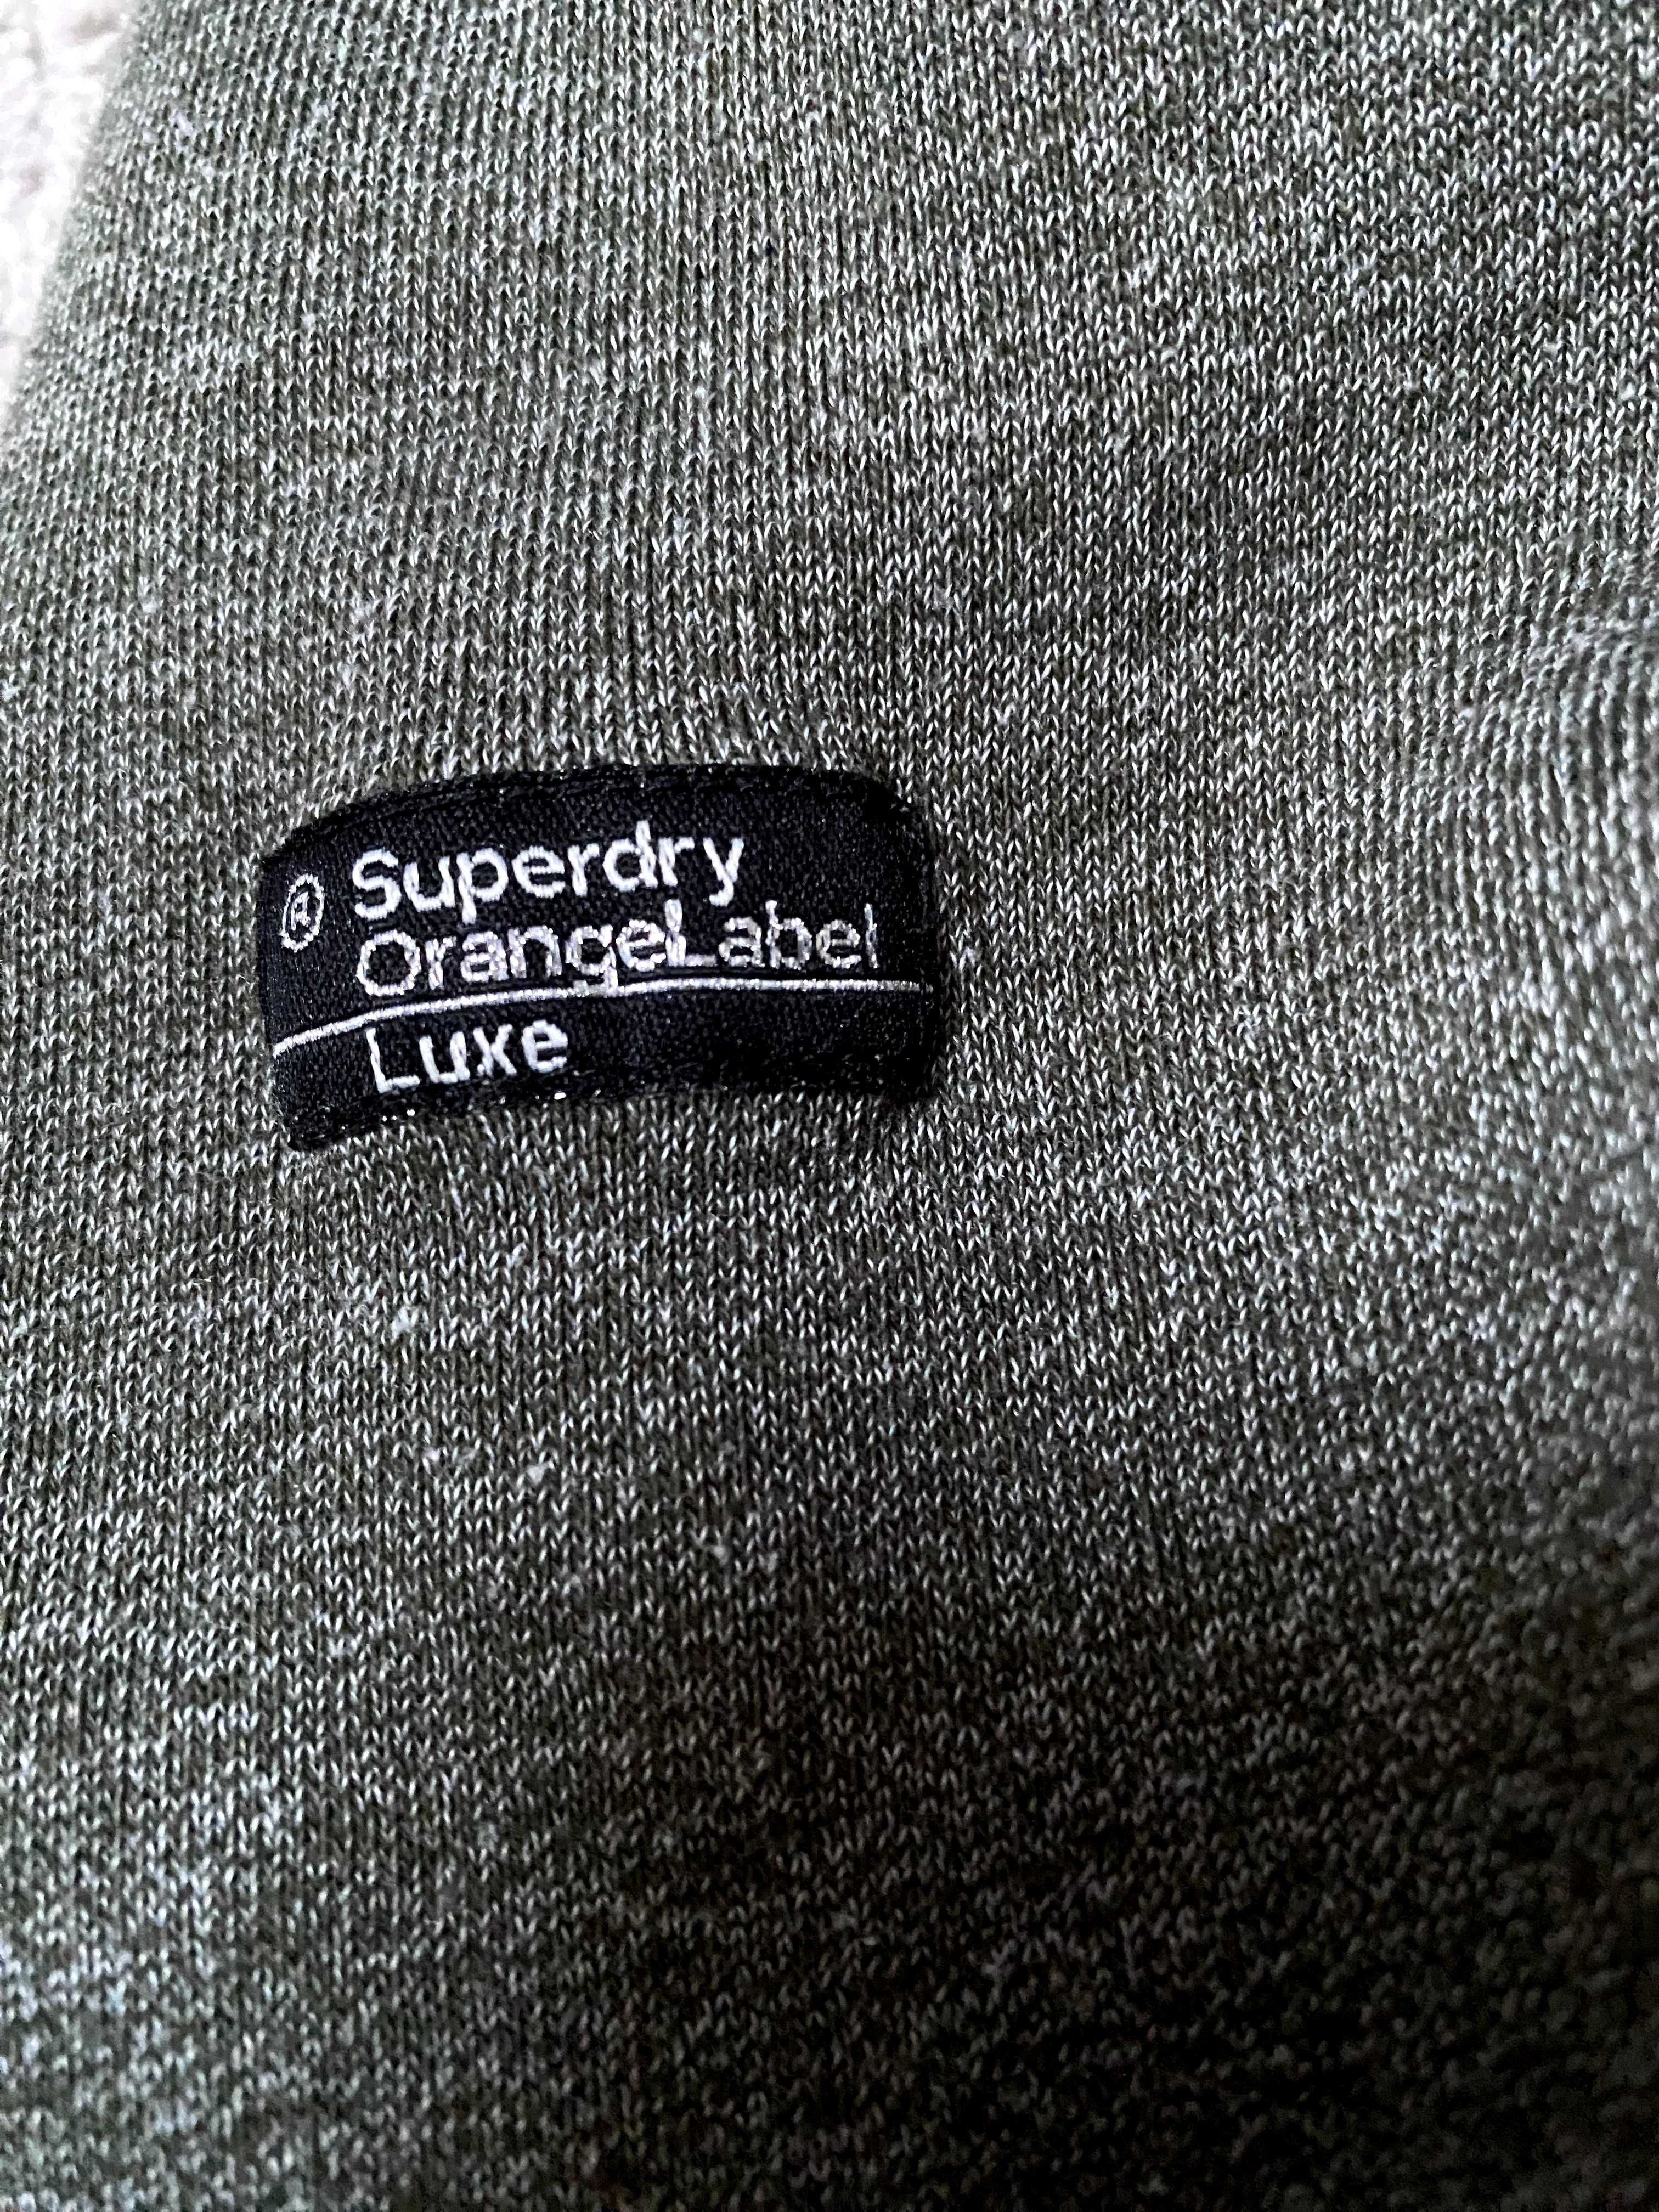 ® Superdry
OrangeLabel
Luxe